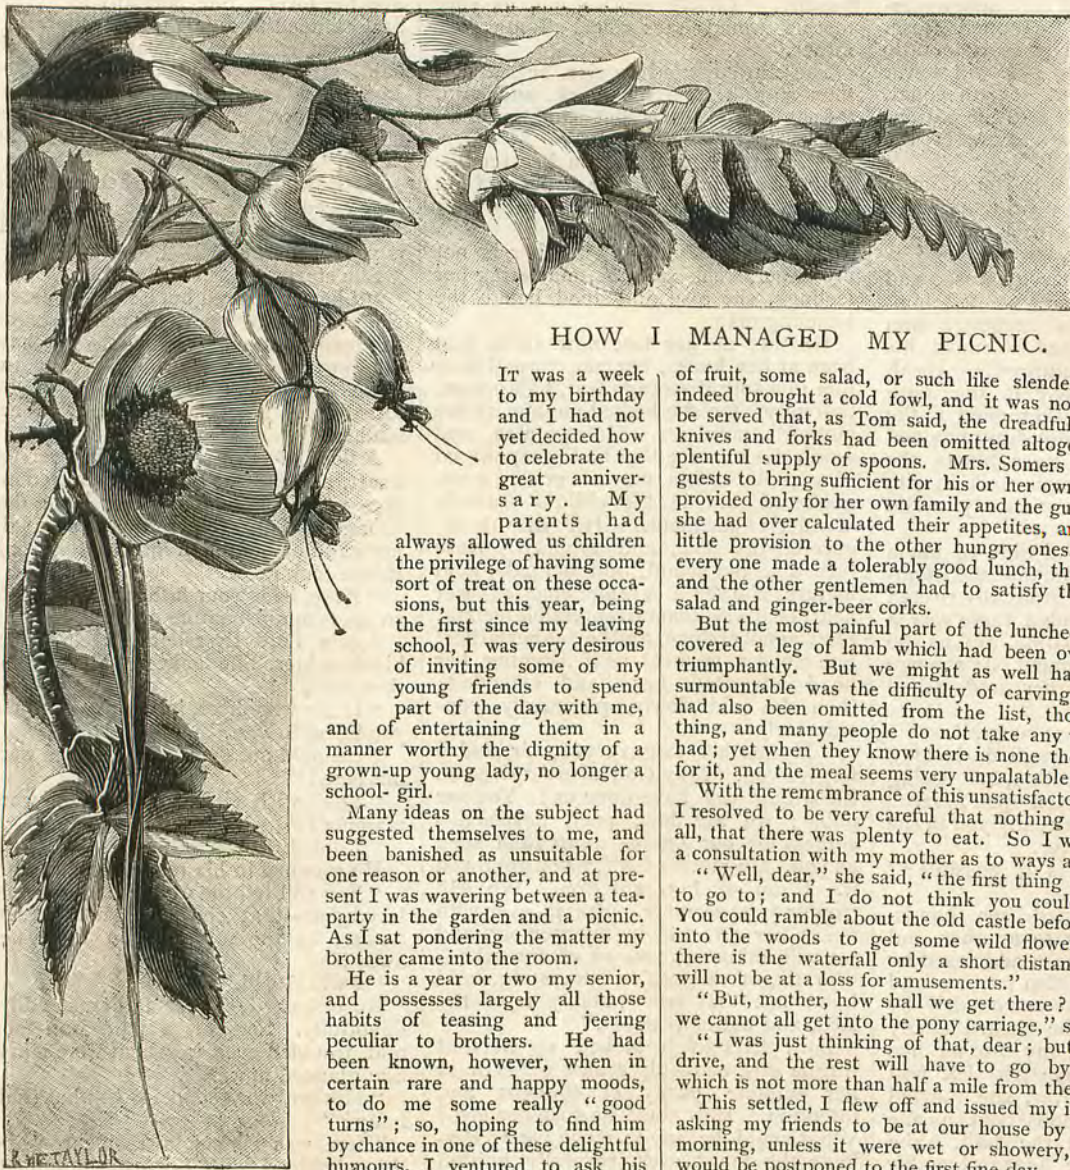 HOW I MANAGED MY PICNIC.
IT was a week
to my birthday
and I had not
yet decided how
to celebrate the
great anniver-
sary. My
parents had
always allowed us children
the privilege of having some
sort of treat on these occa-
sions, but this year, being
the first since my leaving
school, I was very desirous
of inviting some of my
young friends to spend
part of the day with me,
and of entertaining them in a
manner worthy the dignity of a
grown-up young lady, no longer a
school- girl.
Many ideas on the subject had
suggested themselves to me, and
been banished as unsuitable for
one reason or another, and at pre-
sent I was wavering between a tea-
party in the garden and a picnic.
As I sat pondering the matter my
brother came into the room.
He is a year or two my senior,
and possesses largely all those
habits of teasing and jeering
peculiar to brothers. He had
been known, however, when in
certain rare and happy moods,
to do me some really “good
turns”; so, hoping to find him
by chance in one of these delightful
humours, I ventured to ask his
of fruit, some salad, or such like slende
indeed brought a cold fowl, and it was no
be served that, as Tom said, the dreadful
knives and forks had been omitted altoge
plentiful supply of spoons. Mrs. Somers
guests to bring sufficient for his or her own
provided only for her own family and the gu
she had over calculated their appetites, a
little provision to the other hungry ones
every one made a tolerably good lunch, th
and the other gentlemen had to satisfy th
salad and ginger-beer corks.
But the most painful part of the lunche
covered a leg of lamb which had been ov
triumphantly. But we might as well ha
surmountable was the difficulty of carving
had also been omitted from the list, tho
thing, and many people do not take any
had; yet when they know there is none th
for it, and the meal seems very unpalatable
With the remembrance of this unsatisfacto
I resolved to be very careful that nothing
all, that there was plenty to eat. So I w
a consultation with my mother as to ways a
“Well, dear,” she said, “the first thing
to go to; and I do not think you coul
You could ramble about the old castle befo
into the woods to get some wild flowe
there is the waterfall only a short distan
will not be at a loss for amusements.”
“But, mother, how shall we get there?
we cannot all get into the pony carriage,” s
“I was just thinking of that, dear; but
drive, and the rest will have to go by
which is not more than half a mile from the
This settled, I flew off and issued my i
asking my friends to be at our house by
morning, unless it were wet or showery,
would be postponed to the first fine day
TAYLOR